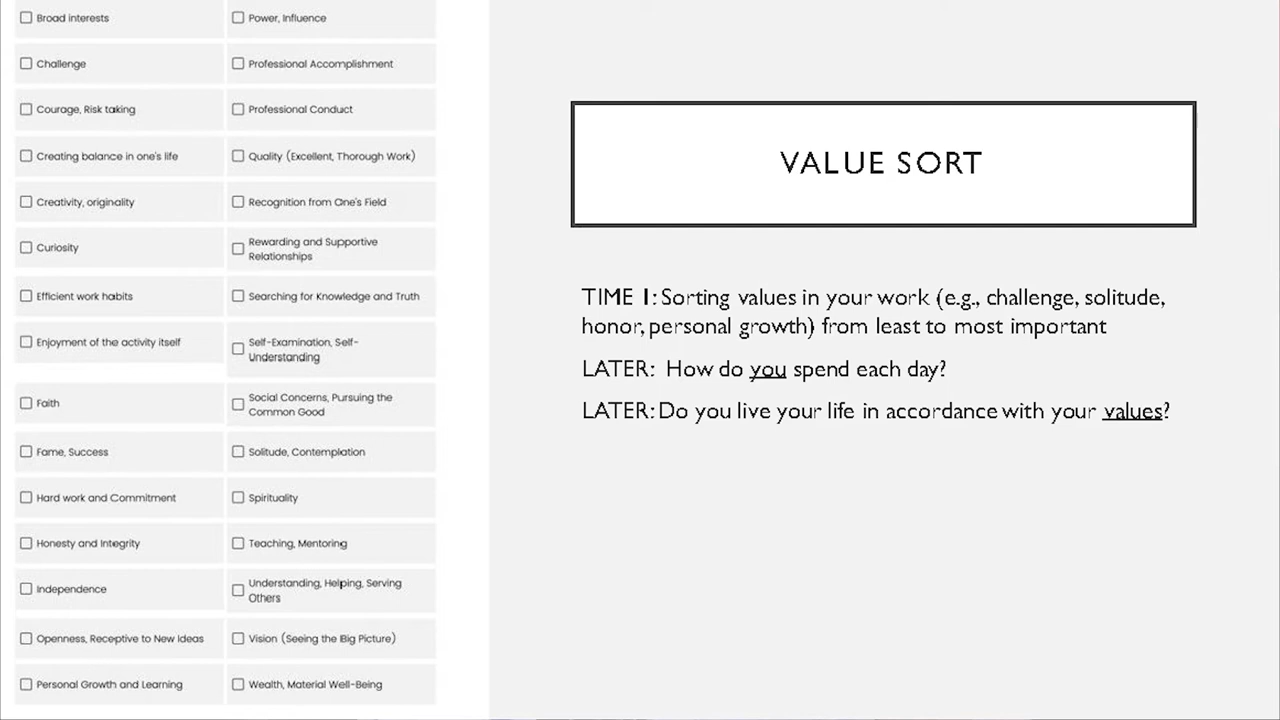 Broad interests
Challenge
Courage, Risk taking
Creating balance in one's life
Creativity, originality
Curiosity
Efficient work habits
Enjoyment of the activity itself
Faith
Fame, Success
Hard work and Commitment
Honesty and Integrity
Independence
Openness, Receptive to New Ideas
Personal Growth and Learning
Power, Influence
Professional Accomplishment
Professional Conduct
Quality (Excellent, Thorough Work)
Recognition from One's Field
Rewarding and Supportive
Relationships
Searching for Knowledge and Truth
Self-Examination, Self-
Understanding
Social Concerns, Pursuing the
Common Good
Solitude, Contemplation
Spirituality
Teaching, Mentoring
Understanding, Helping, Serving
Others
Vision (Seeing the Big Picture)
Wealth, Material Well-Being
VALUE SORT
TIME 1: Sorting values in your work (e.g., challenge, solitude,
honor, personal growth) from least to most important
LATER: How do you spend each day?
LATER: Do you live your life in accordance with your values?